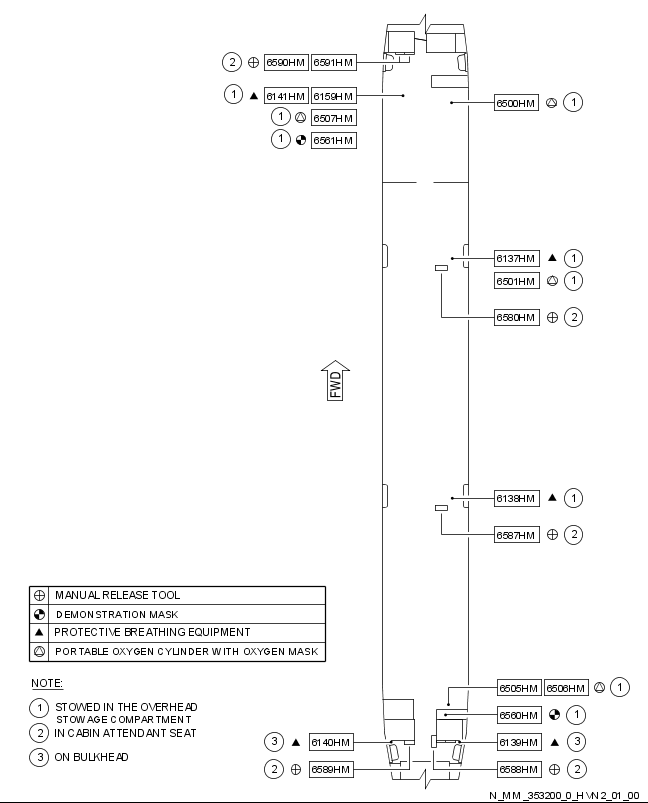 2 6590HM 6591HM
1 6141HM 6159HM
1 6507HM
1 6561HM
6500HM 1
6137HM 1
6501HM 1
6580HM 2
FWD
6138HM 1
6587HM 2
MANUAL RELEASE TOOL
DEMONSTRATION MASK
PROTECTIVE BREATHING EQUIPMENT
PORTABLE OXYGEN CYLINDER WITH OXYGEN MASK
NOTE:
1 STOWED IN THE OVERHEAD
STOWAGE COMPARTMENT
2 IN CABIN ATTENDANT SEAT
3 ON BULKHEAD
6505HM 6506HM 1
6560HM 1
3 6140HM
6139HM 3
2 6589HM
6588HM 2
N_MM_353200_0_HVN2_01_00